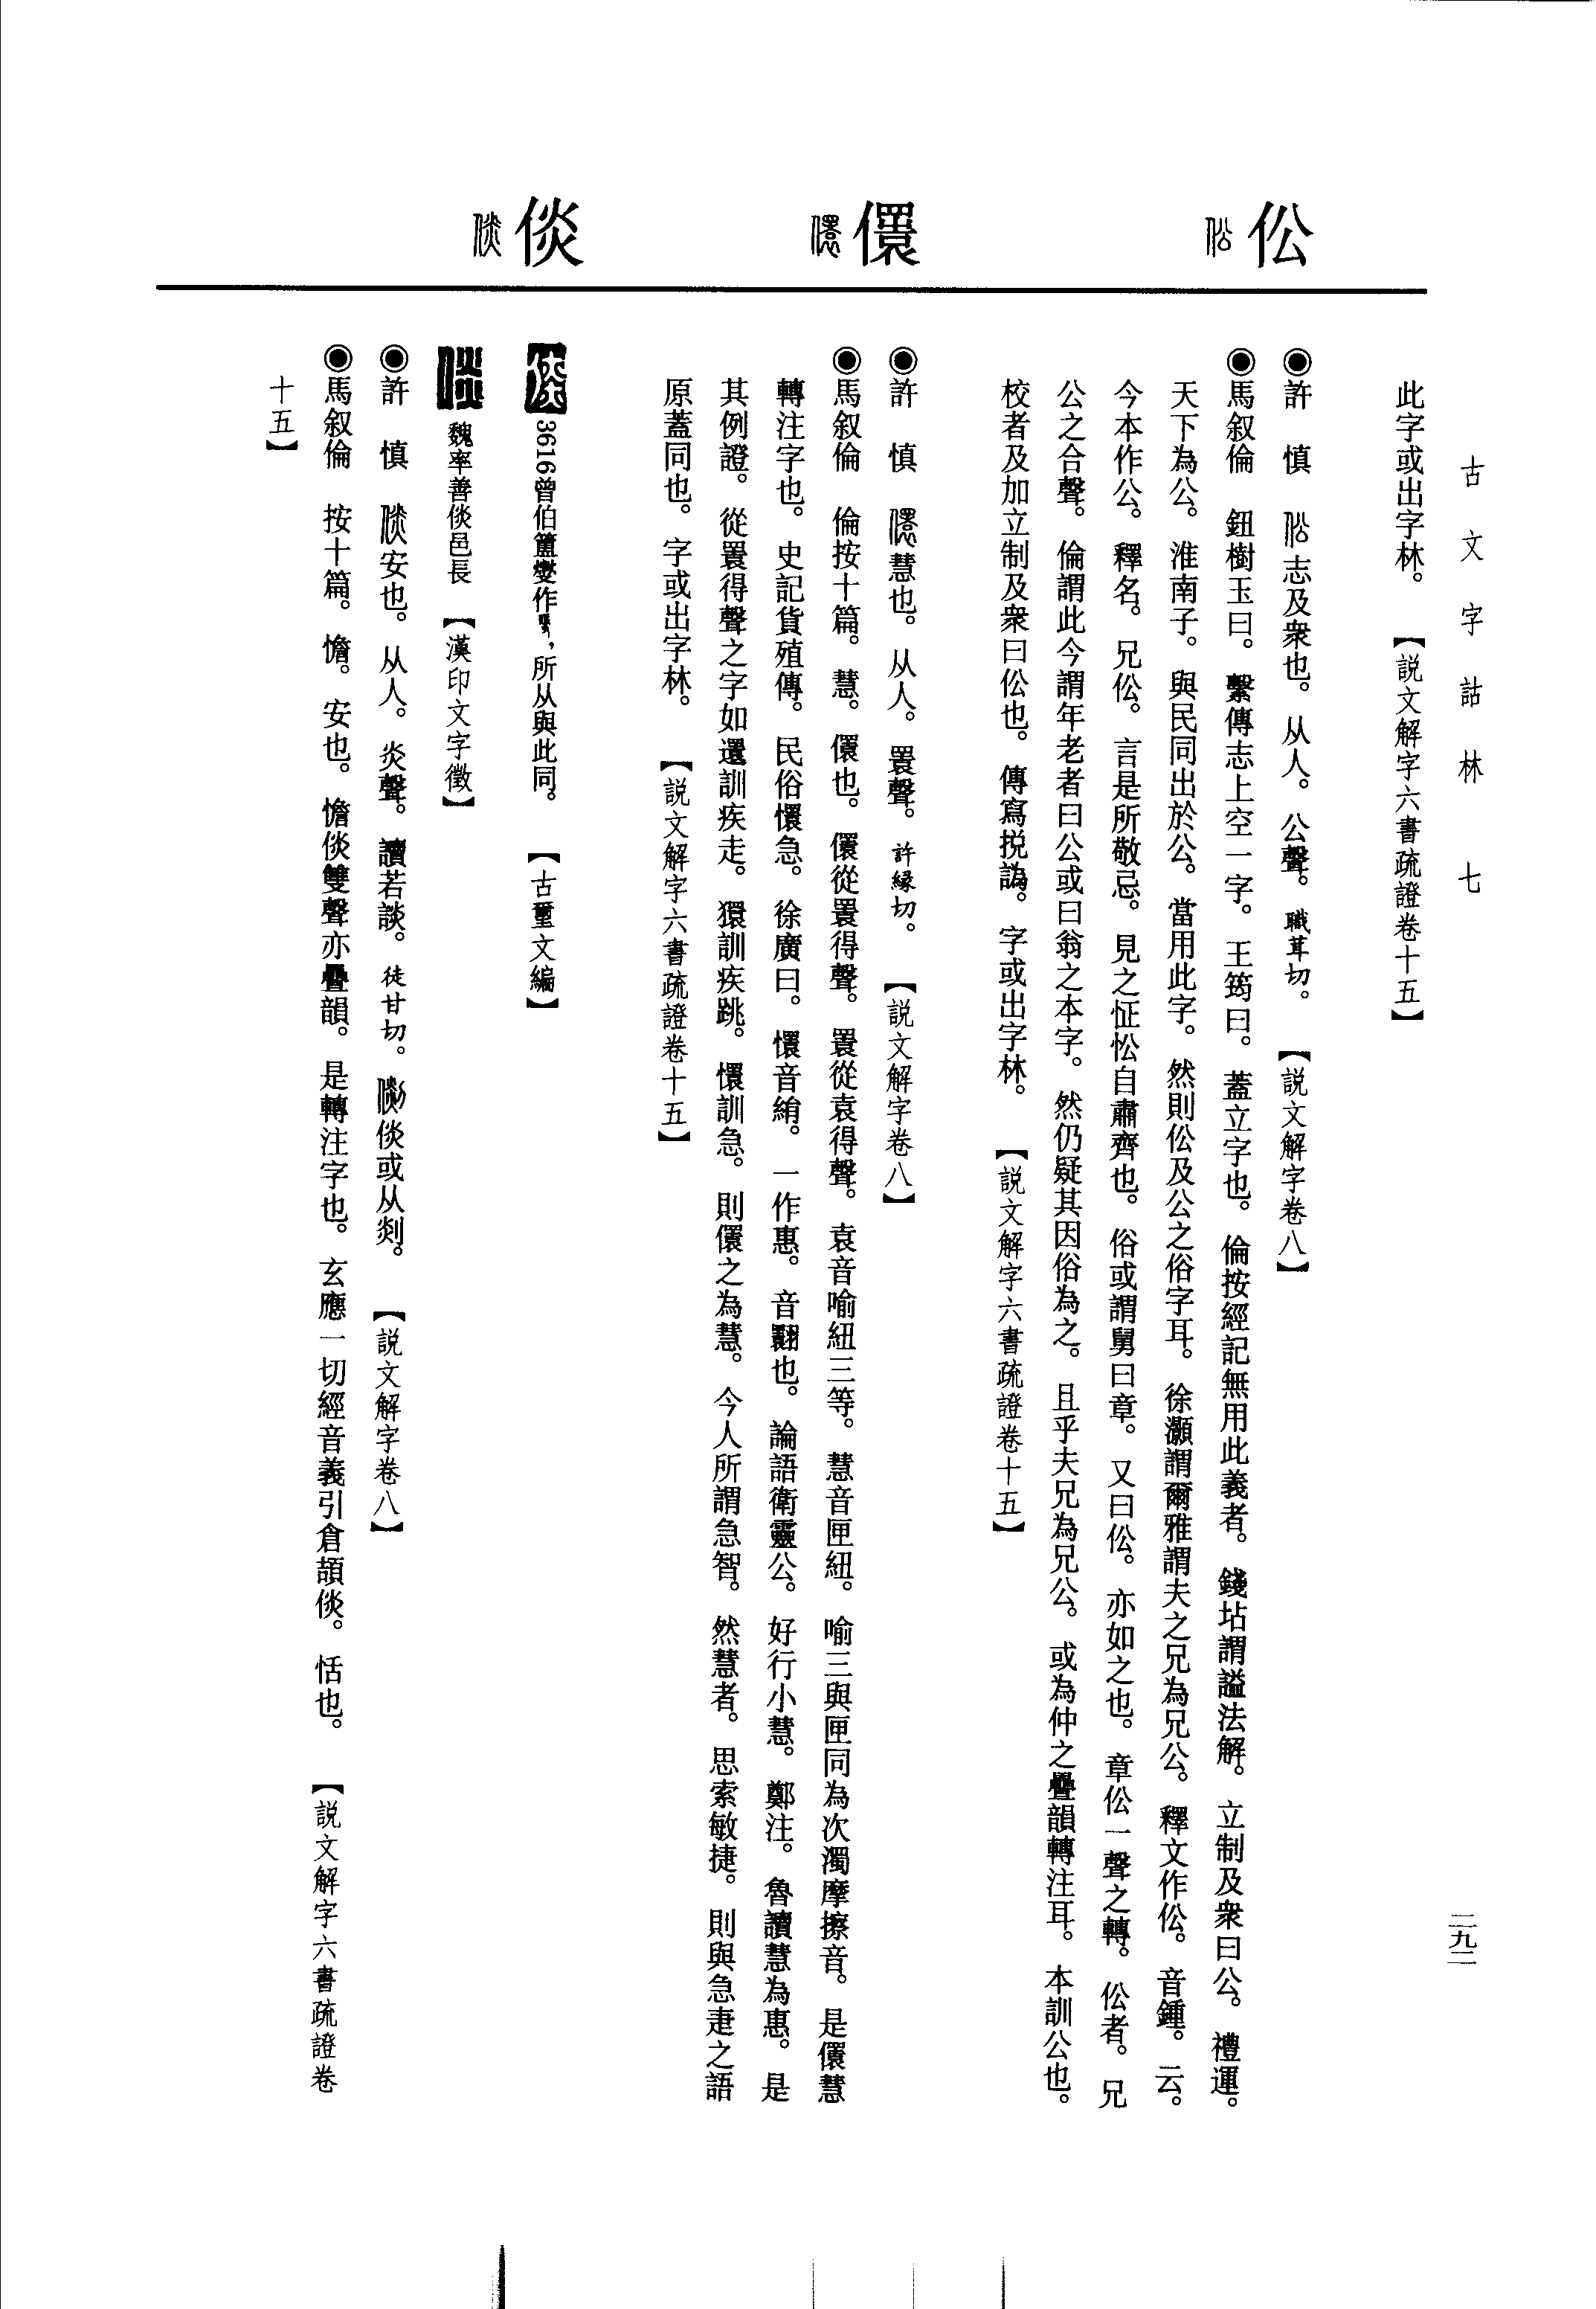 古文字詁林 七
二九二
此字或出字林。【説文解字六書疏證卷十五】
伀
◉許　慎　志及衆也。从人。公聲。職茸切。【説文解字卷八】
◉馬叙倫　鈕樹玉曰。繫傳志上空一字。王筠曰。蓋立字也。倫按經記無用此義者。錢坫謂謚法解。立制及衆曰公。禮運。
天下為公。淮南子。與民同出於公。當用此字。然則伀及公之俗字耳。徐灝謂爾雅謂夫之兄為兄公。釋文作伀。音鍾。云。
今本作公。釋名。兄伀。言是所敬忌。見之怔忪自肅齊也。俗或謂舅曰章。又曰伀。亦如之也。章伀一聲之轉。伀者。兄
公之合聲。倫謂此今謂年老者曰公或曰翁之本字。然仍疑其因俗為之。且乎夫兄為兄公。或為仲之疊韻轉注耳。本訓公也。
校者及加立制及衆曰伀也。傳寫挩譌。字或出字林。【説文解字六書疏證卷十五】
儇
◉許　慎　慧也。从人。瞏聲。許緣切。【説文解字卷八】
◉馬叙倫　倫按十篇。慧。儇也。儇從瞏得聲。瞏從袁得聲。袁音喻紐三等。慧音匣紐。喻三與匣同為次濁摩擦音。是儇慧
轉注字也。史記貨殖傳。民俗懁急。徐廣曰。懁音絹。一作惠。音翾也。論語衛靈公。好行小慧。鄭注。魯讀慧為惠。是
其例證。從瞏得聲之字如還訓疾走。獧訓疾跳。懁訓急。則儇之為慧。今人所謂急智。然慧者。思索敏捷。則與急疌之語
原蓋同也。字或出字林。【説文解字六書疏證卷十五】
倓
3616曾伯簠燮作，所从與此同。【古璽文編】
魏率善倓邑長【漢印文字徵】
◉許　慎　安也。从人。炎聲。讀若談。徒甘切。倓或从剡。【説文解字卷八】
◉馬叙倫　按十篇。憺。安也。憺倓雙聲亦疊韻。是轉注字也。玄應一切經音義引倉頡倓。恬也。【説文解字六書疏證卷
十五】